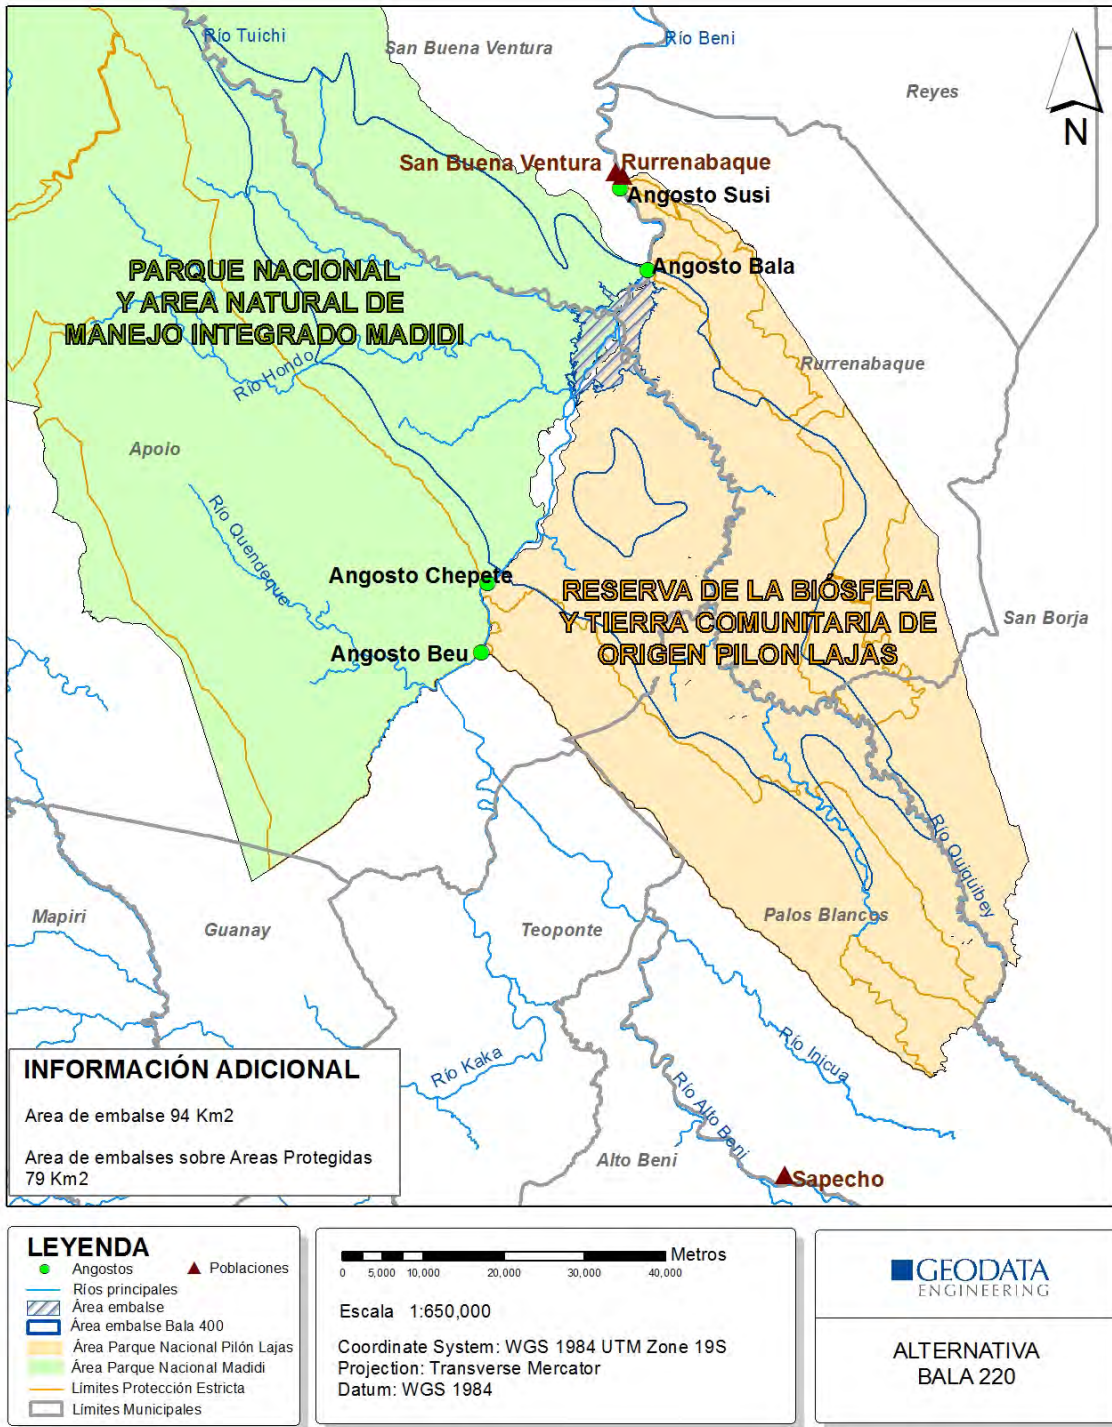 Río Tuichi
San Buena Ventura
Río Beni
Reyes
N
San Buena Ventura
Rurrenabaque
Angosto Susi
Angosto Bala
PARQUE NACIONAL
Y AREA NATURAL DE
MANEJO INTEGRADO MADIDI
Río Hondo
Rurrenabaque
Apolo
Río Quendeque
Angosto Chepete
RESERVA DE LA BIÓSFERA
Y TIERRA COMUNITARIA DE
ORIGEN PILON LAJAS
San Borja
Angosto Beu
Río Quiquibey
Mapiri
Guanay
Teoponte
Palos Blancos
Río Kaka
Río Inicua
Río Alto Beni
Alto Beni
Sapecho
INFORMACIÓN ADICIONAL
Area de embalse 94 Km2
Area de embalses sobre Areas Protegidas
79 Km2
LEYENDA
Angostos
Poblaciones
Ríos principales
Área embalse
Área embalse Bala 400
Área Parque Nacional Pilón Lajas
Área Parque Nacional Madidi
Límites Protección Estricta
Límites Municipales
Metros
0 5,000 10,000 20,000 30,000 40,000
Escala 1:650,000
Coordinate System: WGS 1984 UTM Zone 19S
Projection: Transverse Mercator
Datum: WGS 1984
GEODATA
ENGINEERING
ALTERNATIVA
BALA 220